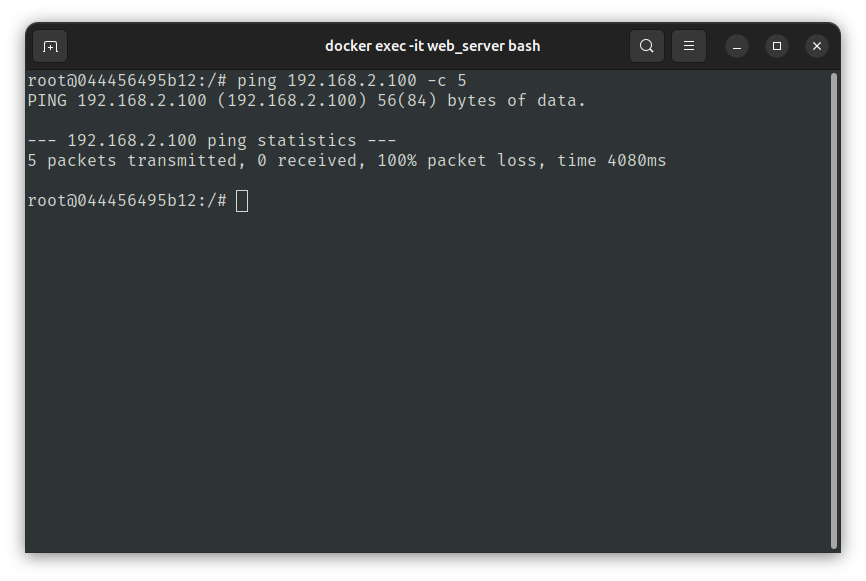 docker exec -it web_server bash
root@044456495b12:/# ping 192.168.2.100 -c 5
PING 192.168.2.100 (192.168.2.100) 56(84) bytes of data.
--- 192.168.2.100 ping statistics ---
5 packets transmitted, 0 received, 100% packet loss, time 4080ms
root@044456495b12:/#